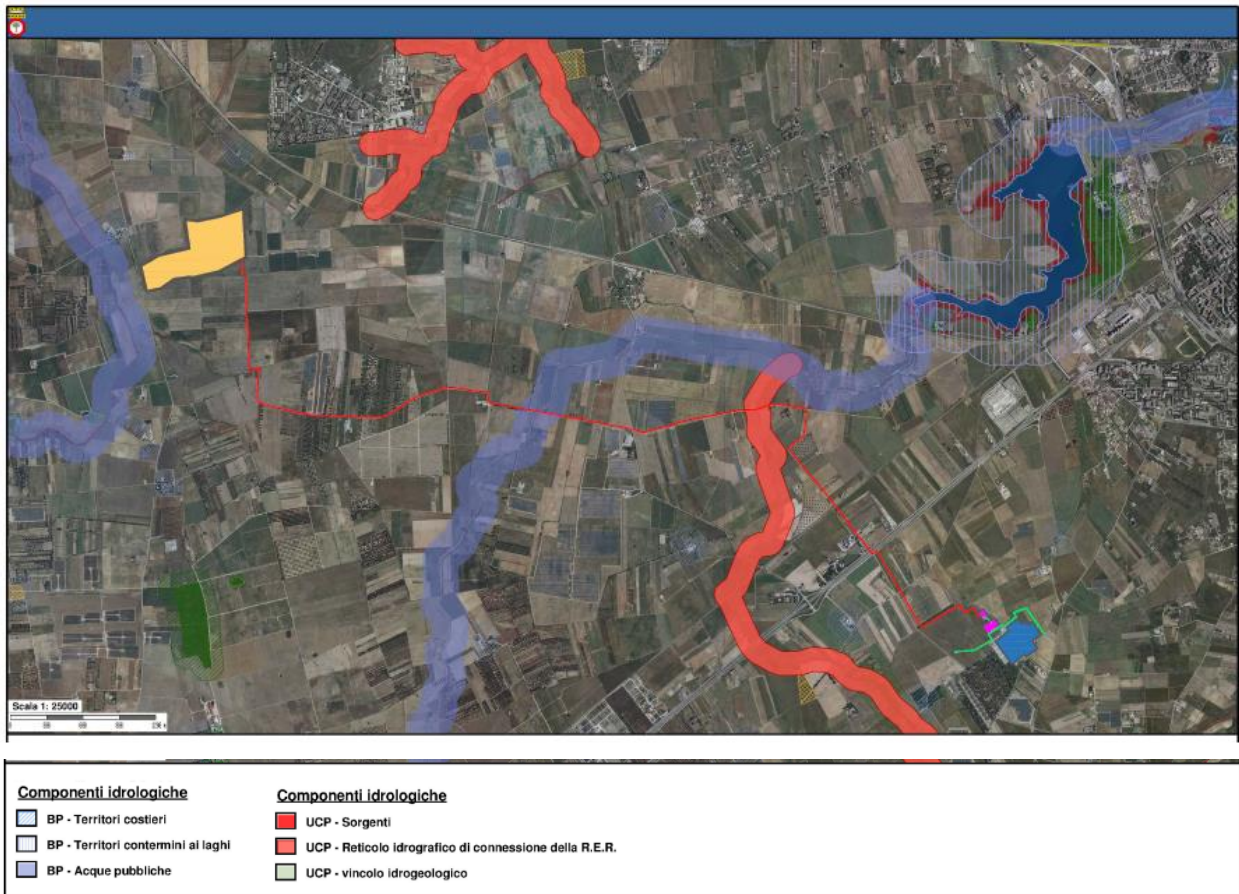 Scala 1: 25000
Componenti idrologiche
BP - Territori costieri
BP - Territori contermini ai laghi
BP - Acque pubbliche
Componenti idrologiche
UCP - Sorgenti
UCP - Reticolo idrografico di connessione della R.E.R.
UCP - vincolo idrogeologico